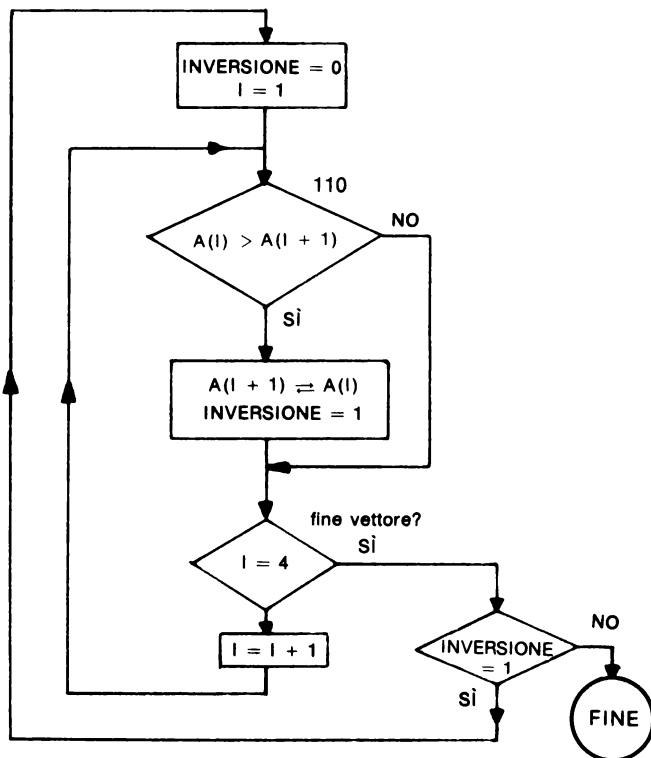 INVERSIONE = 0
I = 1
110
NO
A(I) > A(I + 1)
SÌ
A(I + 1) ⇄ A(I)
INVERSIONE = 1
fine vettore?
SÌ
I = 4
NO
I = I + 1
INVERSIONE
= 1
SÌ
FINE